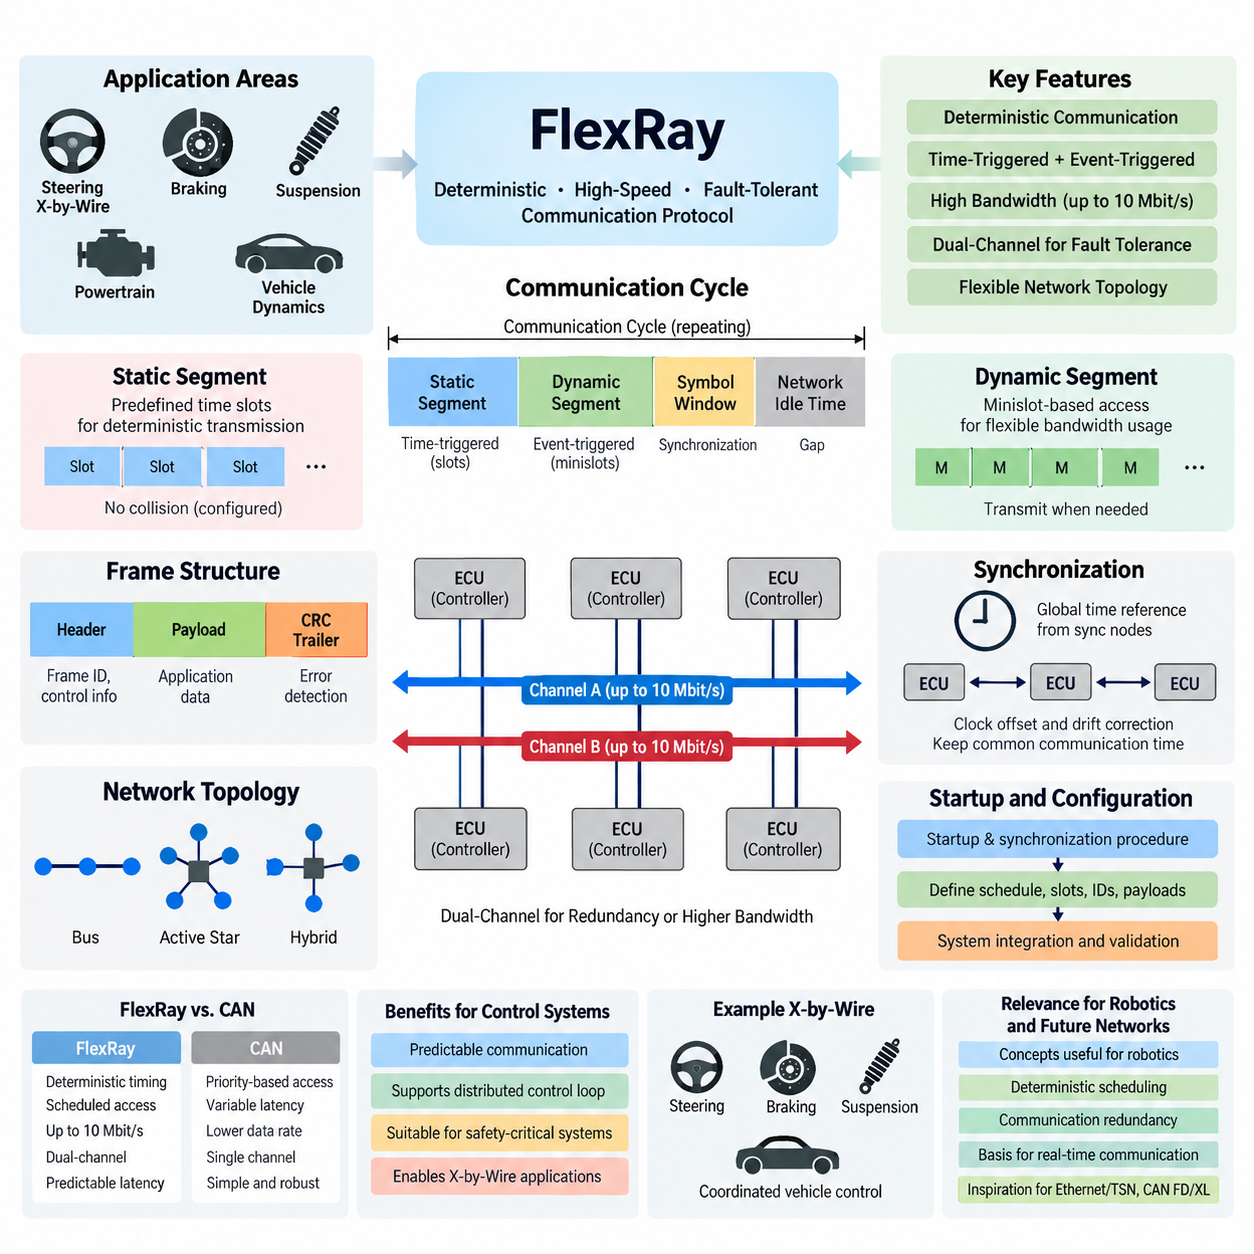 Application Areas
Steering
X-by-Wire
Braking
Suspension
Powertrain
Vehicle
Dynamics
FlexRay
Deterministic • High-Speed • Fault-Tolerant
Communication Protocol
Key Features
Deterministic Communication
Time-Triggered + Event-Triggered
High Bandwidth (up to 10 Mbit/s)
Dual-Channel for Fault Tolerance
Flexible Network Topology
Communication Cycle
Communication Cycle (repeating)
Static
Segment
Dynamic
Segment
Symbol
Window
Network
Idle Time
Time-triggered
(slots)
Event-triggered
(minislots)
Synchronization
Gap
Static Segment
Predefined time slots
for deterministic transmission
Slot
Slot
Slot
...
No collision (configured)
Dynamic Segment
Minislot-based access
for flexible bandwidth usage
M
M
M
M
...
Transmit when needed
Frame Structure
Header
Payload
CRC
Trailer
Frame ID,
control info
Application
data
Error
detection
ECU
(Controller)
ECU
(Controller)
ECU
(Controller)
Channel A (up to 10 Mbit/s)
Channel B (up to 10 Mbit/s)
ECU
(Controller)
ECU
(Controller)
ECU
(Controller)
Dual-Channel for Redundancy or Higher Bandwidth
Synchronization
Global time reference
from sync nodes
ECU
ECU
ECU
Clock offset and drift correction
Keep common communication time
Network Topology
Bus
Active Star
Hybrid
Startup and Configuration
Startup & synchronization procedure
Define schedule, slots, IDs, payloads
System integration and validation
FlexRay vs. CAN
FlexRay
Deterministic timing
Scheduled access
Up to 10 Mbit/s
Dual-channel
Predictable latency
CAN
Priority-based access
Variable latency
Lower data rate
Single channel
Simple and robust
Benefits for Control Systems
Predictable communication
Supports distributed control loop
Suitable for safety-critical systems
Enables X-by-Wire applications
Example X-by-Wire
Steering
Braking
Suspension
Coordinated vehicle control
Relevance for Robotics
and Future Networks
Concepts useful for robotics
Deterministic scheduling
Communication redundancy
Basis for real-time communication
Inspiration for Ethernet/TSN, CAN FD/XL